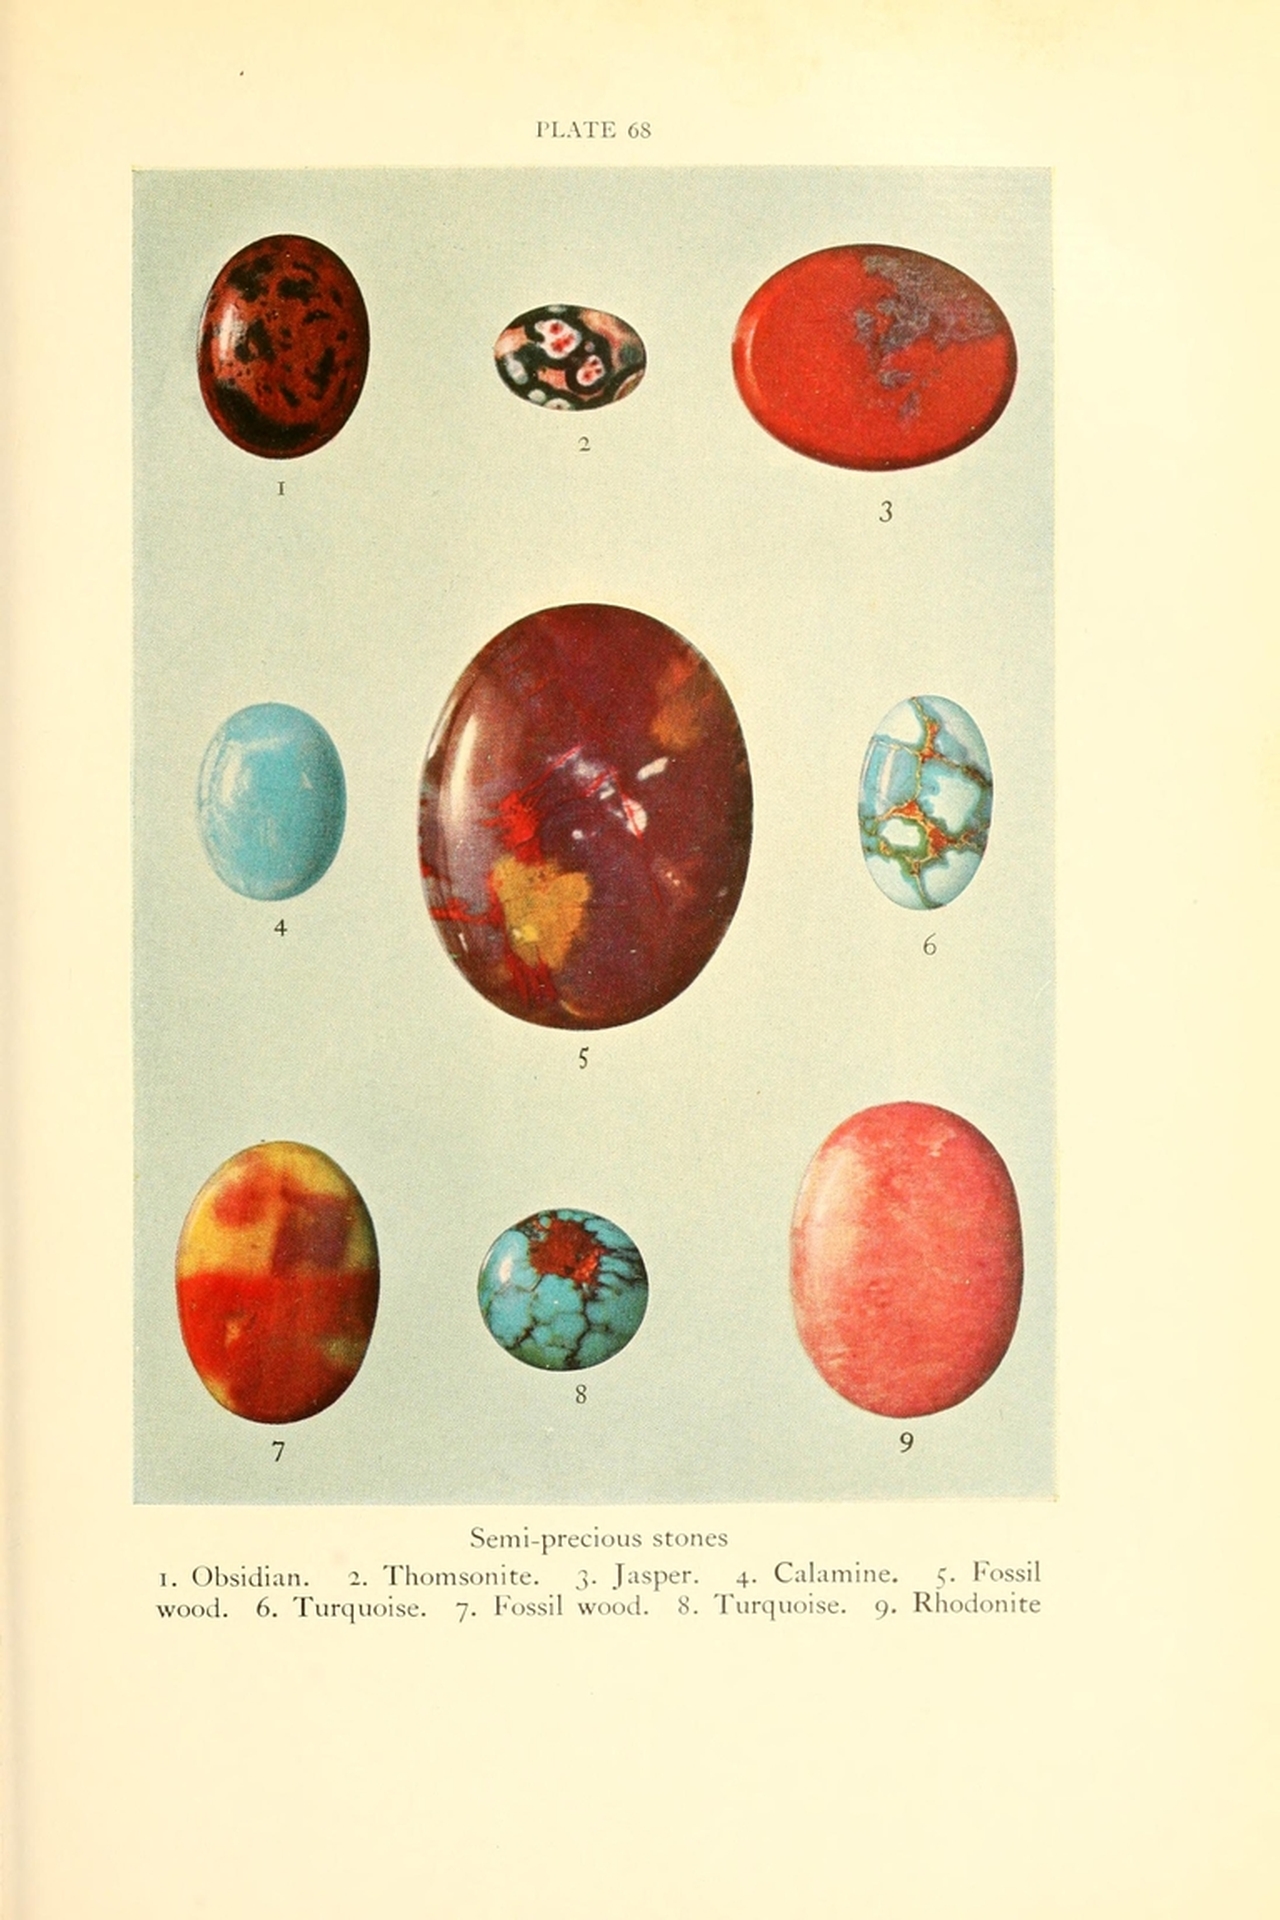 PLATE 68
1
2
3
4
5
6
7
8
9
Semi-precious stones
1. Obsidian. 2. Thomsonite. 3. Jasper. 4. Calamine. 5. Fossil
wood. 6. Turquoise. 7. Fossil wood. 8. Turquoise. 9. Rhodonite